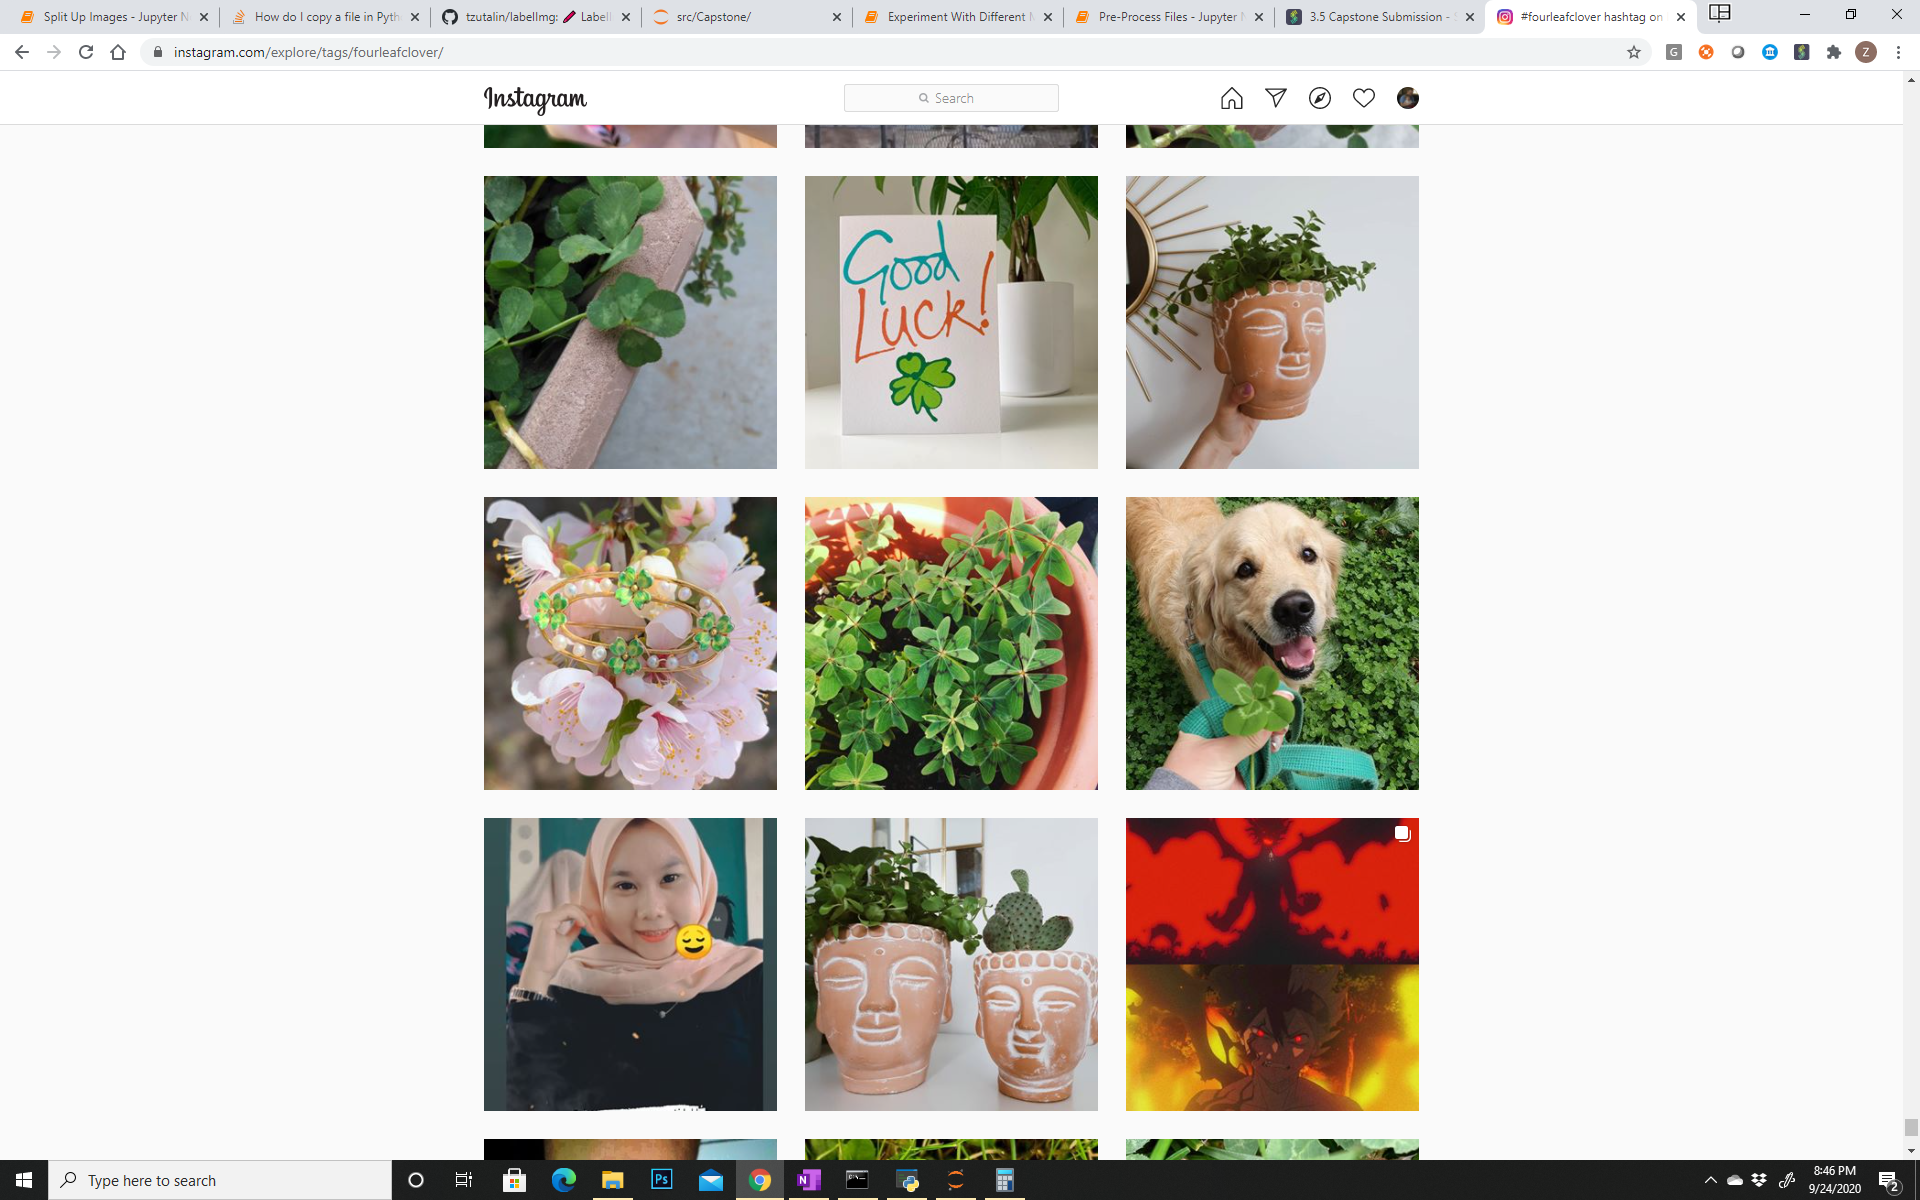 Split Up Images - Jupyter N
How do I copy a file in Pyth
tzutalin/labelImg: 🖍 Labell
src/Capstone/
Experiment With Different M
Pre-Process Files - Jupyter N
3.5 Capstone Submission - S
#fourleafclover hashtag on
instagram.com/explore/tags/fourleafclover/
G
Z
Instagram
Search
Good
Luck!
Type here to search
Ps
N
8:46 PM
9/24/2020
2